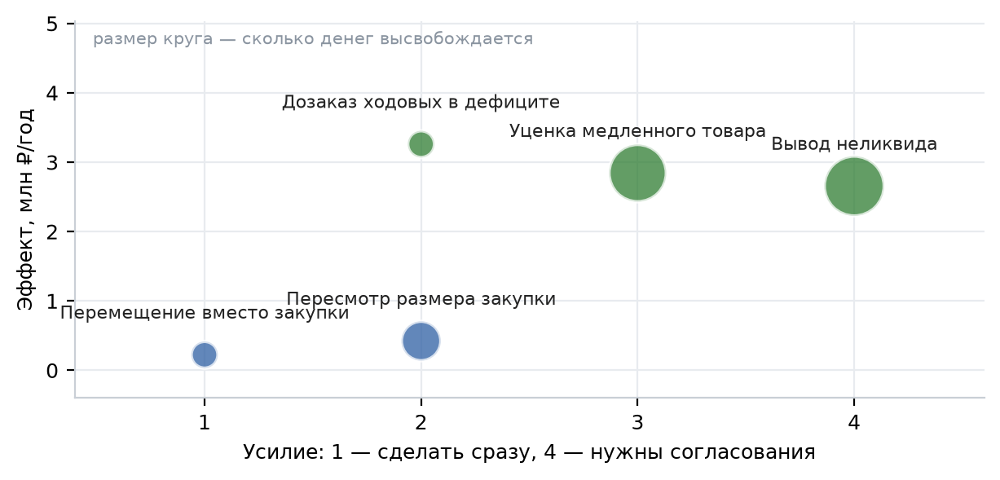 размер круга — сколько денег высвобождается
Дозаказ ходовых в дефиците
Уценка медленного товара
Вывод неликвида
Пересмотр размера закупки
Перемещение вместо закупки
Эффект, млн ₽/год
5
4
3
2
1
0
1
2
3
4
Усилие: 1 — сделать сразу, 4 — нужны согласования